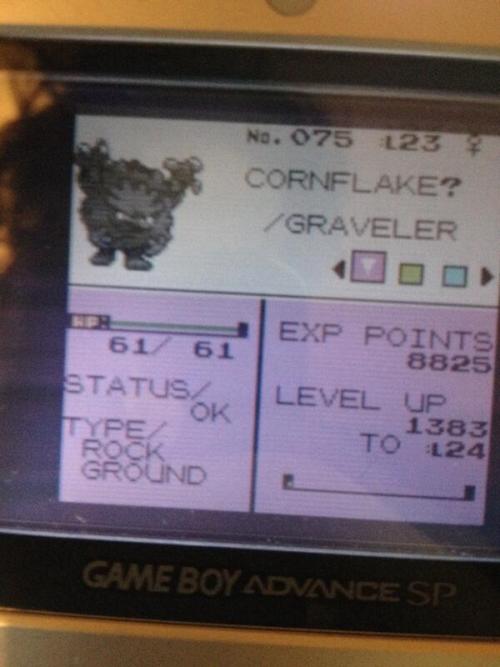 No. 075 :L23 ♀
CORNFLAKE?
/GRAVELER
HP:
61/ 61
STATUS/
OK
TYPE/
ROCK
GROUND
EXP POINTS
8825
LEVEL UP
1383
TO :L24
GAME BOY ADVANCE SP